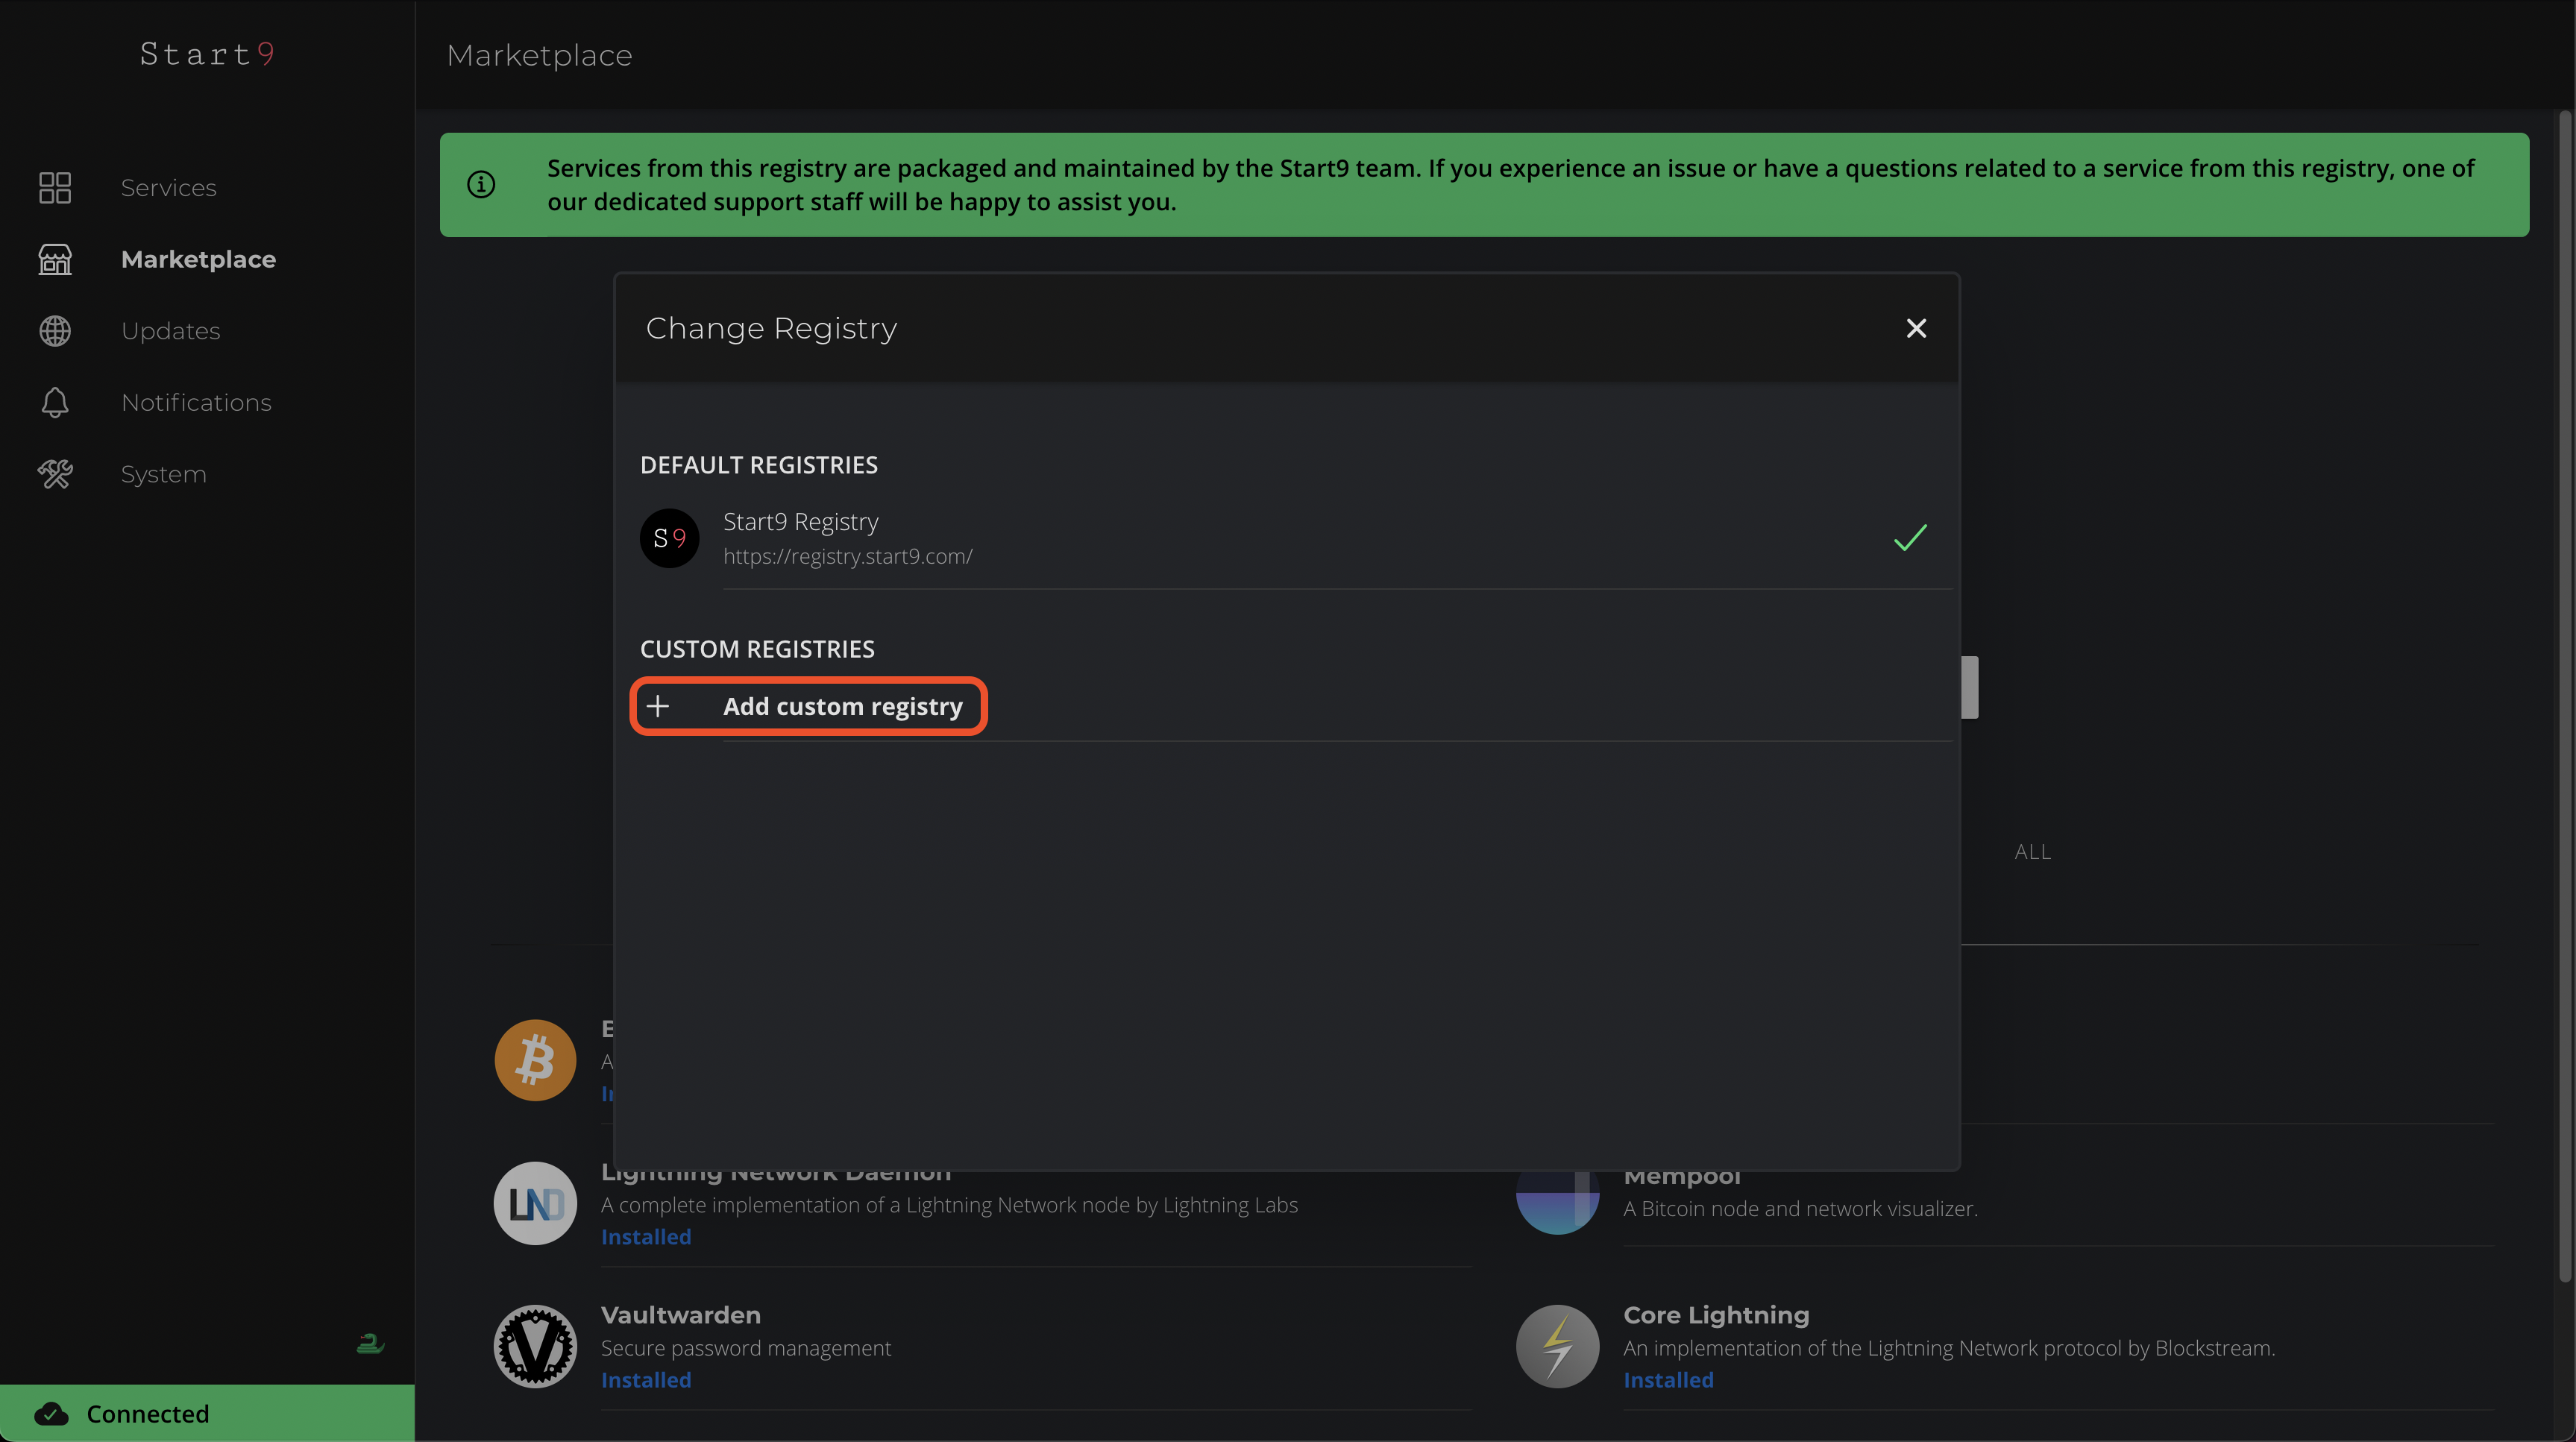 Start9
Marketplace
Services
Marketplace
Updates
Notifications
System
Services from this registry are packaged and maintained by the Start9 team. If you experience an issue or have a questions related to a service from this registry, one of
our dedicated support staff will be happy to assist you.
Change Registry
DEFAULT REGISTRIES
S9
Start9 Registry
https://registry.start9.com/
CUSTOM REGISTRIES
Add custom registry
ALL
Lightning Network Daemon
LND
A complete implementation of a Lightning Network node by Lightning Labs
Installed
Mempool
A Bitcoin node and network visualizer.
Vaultwarden
Secure password management
Installed
Core Lightning
An implementation of the Lightning Network protocol by Blockstream.
Installed
Connected